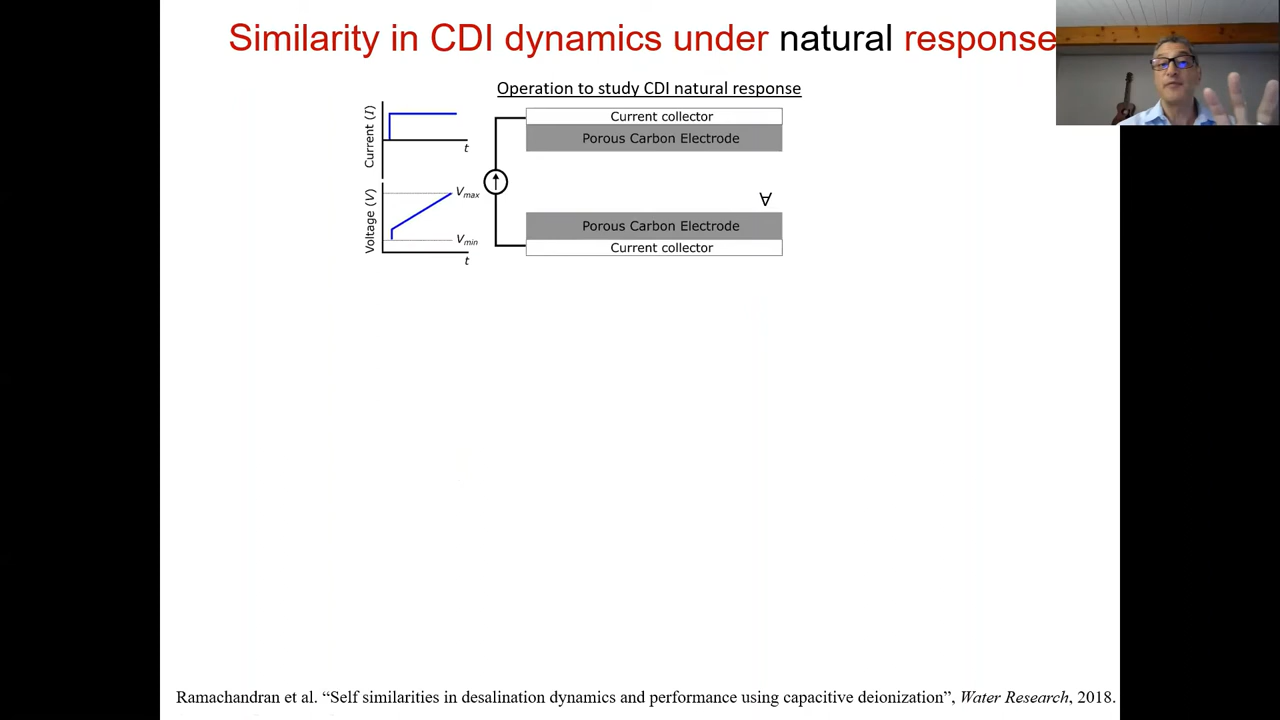 Similarity in CDI dynamics under natural response
Operation to study CDI natural response
Current (I)
t
Voltage (V)
Vmax
Vmin
t
Current collector
Porous Carbon Electrode
∀
Porous Carbon Electrode
Current collector
Ramachandran et al. “Self similarities in desalination dynamics and performance using capacitive deionization”, Water Research, 2018.